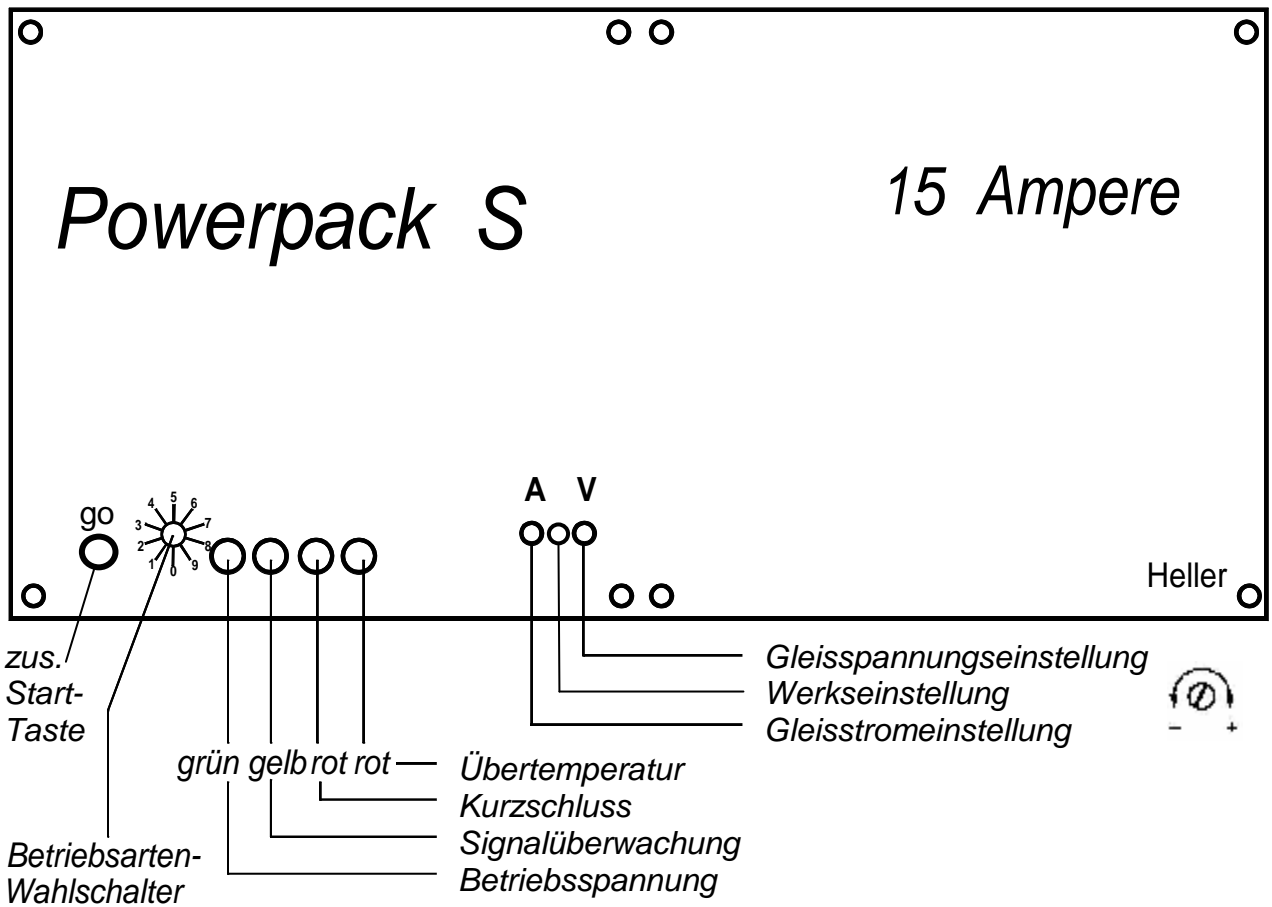 Powerpack S
15 Ampere
A V
go
0 1 2 3 4 5 6 7 8 9
Heller
zus.
Start-
Taste
Gleisspannungseinstellung
Werkseinstellung
Gleisstromeinstellung
- +
grün gelb rot rot
Übertemperatur
Kurzschluss
Signalüberwachung
Betriebsspannung
Betriebsarten-
Wahlschalter